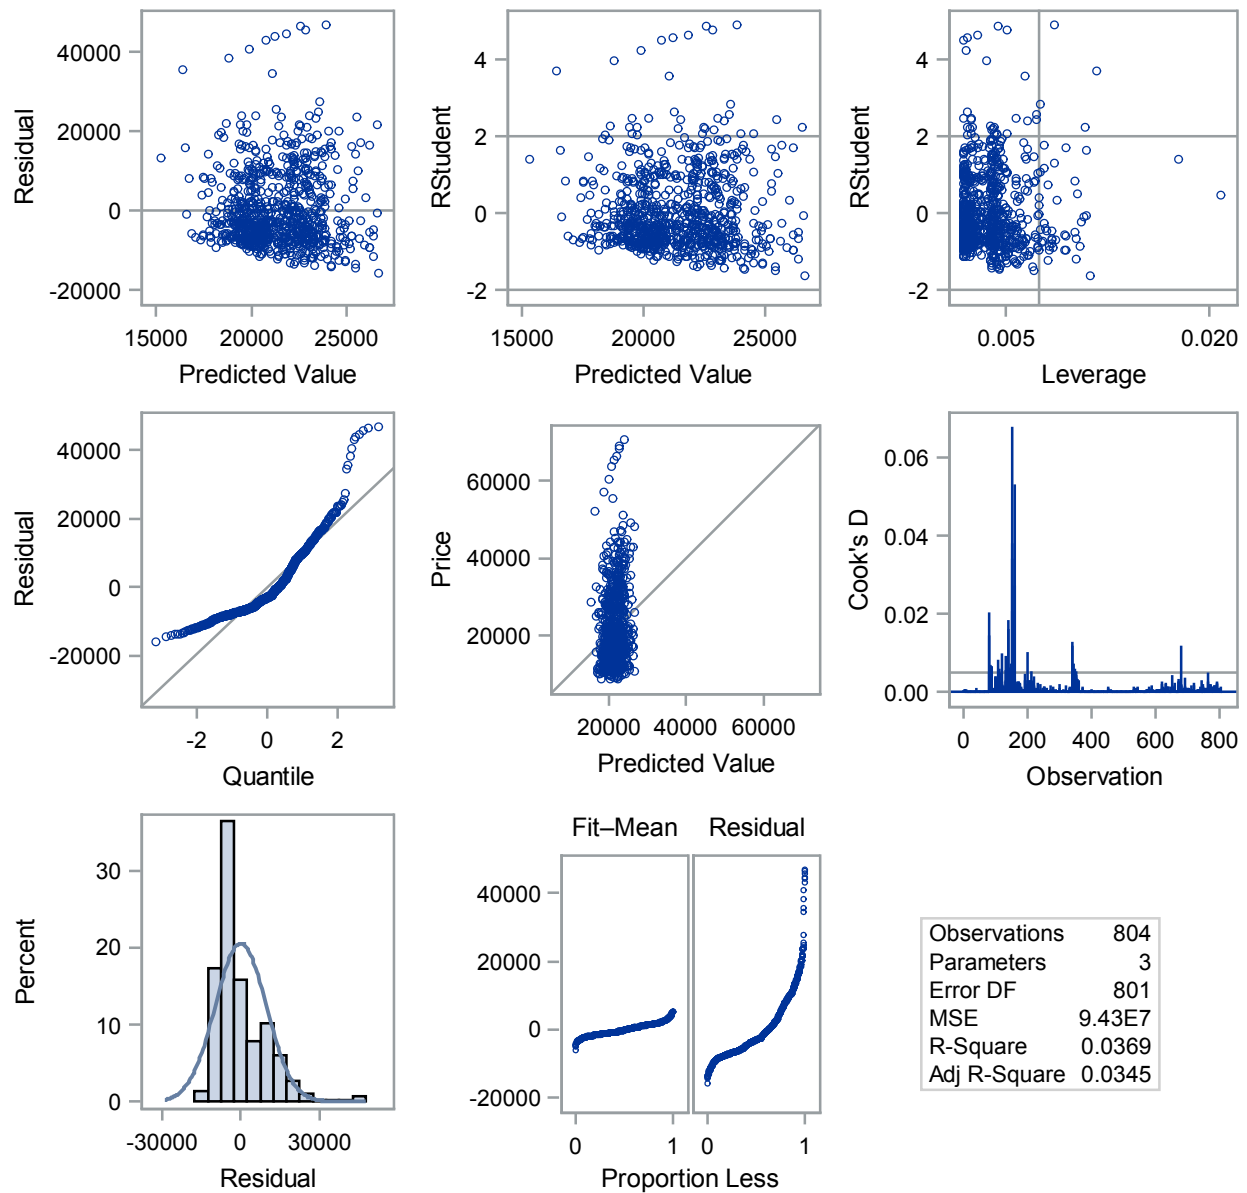 Residual
40000
20000
0
-20000
15000 20000 25000
Predicted Value
RStudent
4
2
0
-2
15000 20000 25000
Predicted Value
RStudent
4
2
0
-2
0.005 0.020
Leverage
Residual
40000
20000
0
-20000
-2 0 2
Quantile
Price
60000
40000
20000
20000 40000 60000
Predicted Value
Cook's D
0.06
0.04
0.02
0.00
0 200 400 600 800
Observation
Percent
30
20
10
0
-30000 0 30000
Residual
Fit–Mean Residual
40000
20000
0
-20000
0 1 0 1
Proportion Less
Observations 804
Parameters 3
Error DF 801
MSE 9.43E7
R-Square 0.0369
Adj R-Square 0.0345